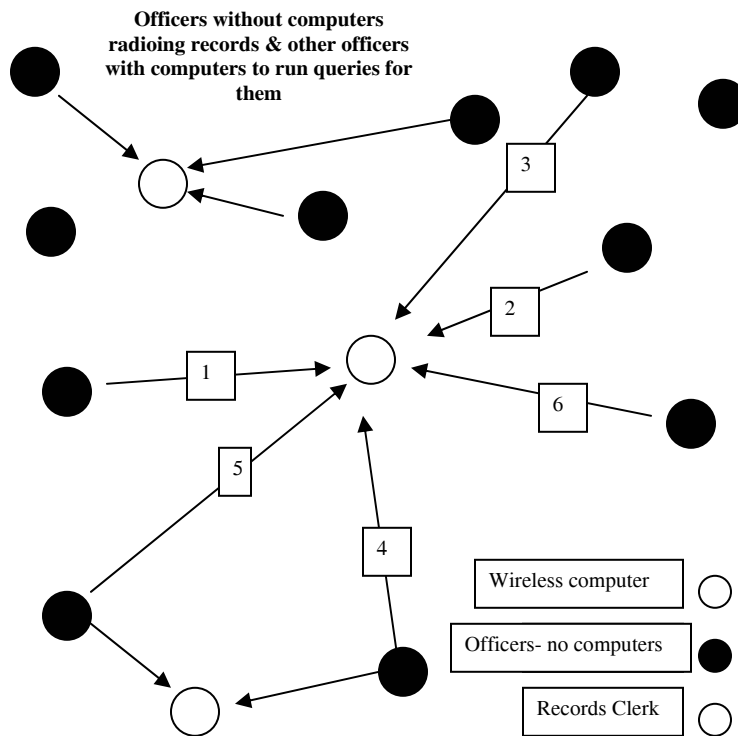 Officers without computers
radioing records & other officers
with computers to run queries for
them
3
2
1
6
5
4
Wireless computer
Officers- no computers
Records Clerk